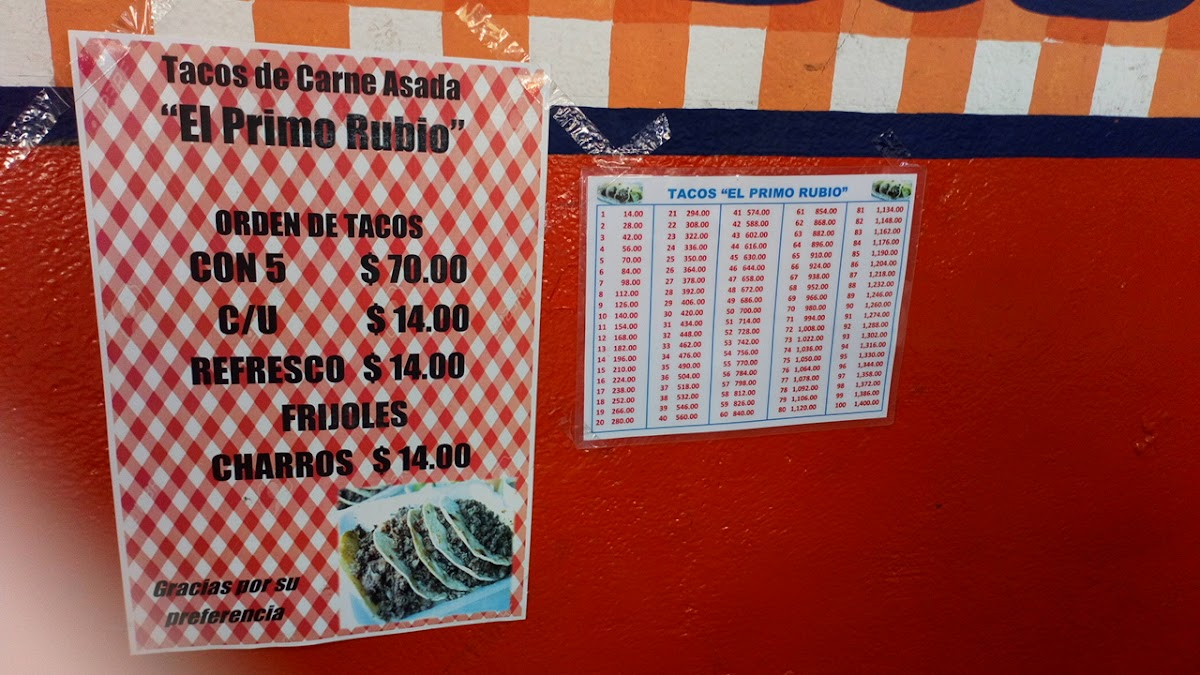 Tacos de Carne Asada
"El Primo Rubio"
ORDEN DE TACOS
CON 5 $ 70.00
C/U $ 14.00
REFRESCO $ 14.00
FRIJOLES
CHARROS $ 14.00
Gracias por su
preferencia
TACOS "EL PRIMO RUBIO"
1 14.00 21 294.00 41 574.00 61 854.00 81 1,134.00
2 28.00 22 308.00 42 588.00 62 868.00 82 1,148.00
3 42.00 23 322.00 43 602.00 63 882.00 83 1,162.00
4 56.00 24 336.00 44 616.00 64 896.00 84 1,176.00
5 70.00 25 350.00 45 630.00 65 910.00 85 1,190.00
6 84.00 26 364.00 46 644.00 66 924.00 86 1,204.00
7 98.00 27 378.00 47 658.00 67 938.00 87 1,218.00
8 112.00 28 392.00 48 672.00 68 952.00 88 1,232.00
9 126.00 29 406.00 49 686.00 69 966.00 89 1,246.00
10 140.00 30 420.00 50 700.00 70 980.00 90 1,260.00
11 154.00 31 434.00 51 714.00 71 994.00 91 1,274.00
12 168.00 32 448.00 52 728.00 72 1,008.00 92 1,288.00
13 182.00 33 462.00 53 742.00 73 1.022.00 93 1,302.00
14 196.00 34 476.00 54 756.00 74 1,036.00 94 1,316.00
15 210.00 35 490.00 55 770.00 75 1,050.00 95 1,330.00
16 224.00 36 504.00 56 784.00 76 1,064.00 96 1,344.00
17 238.00 37 518.00 57 798.00 77 1,078.00 97 1,358.00
18 252.00 38 532.00 58 812.00 78 1,092.00 98 1,372.00
19 266.00 39 546.00 59 826.00 79 1,106.00 99 1,386.00
20 280.00 40 560.00 60 840.00 80 1,120.00 100 1,400.00